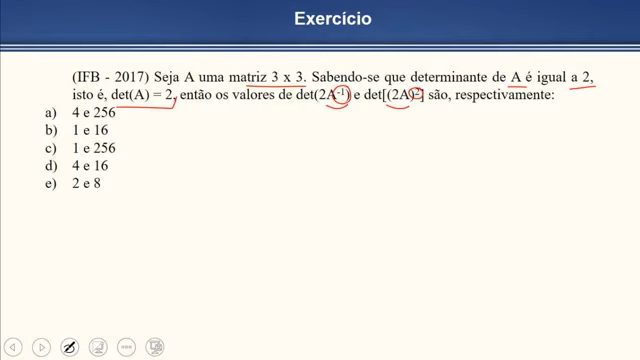 Exercício
(IFB - 2017) Seja A uma matriz 3 x 3. Sabendo-se que determinante de A é igual a 2,
isto é, det(A) = 2, então os valores de det(2A⁻¹) e det[(2A)²] são, respectivamente:
a) 4 e 256
b) 1 e 16
c) 1 e 256
d) 4 e 16
e) 2 e 8